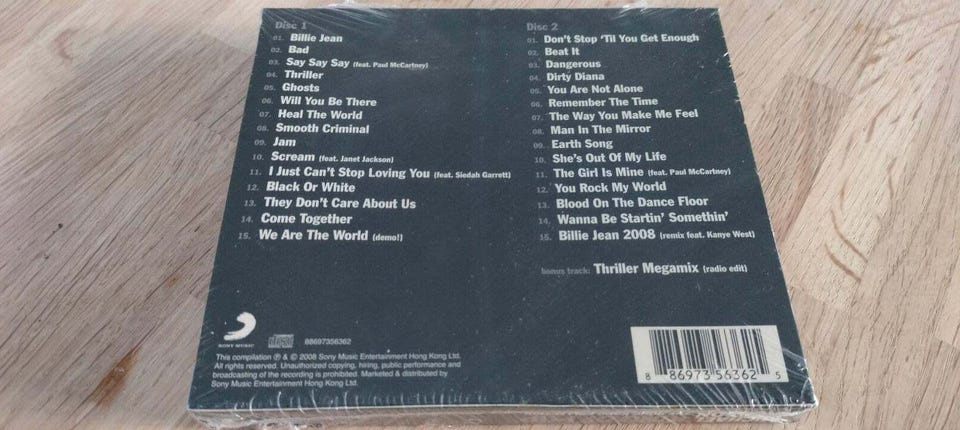 Disc 1
01. Billie Jean
02. Bad
03. Say Say Say (feat. Paul McCartney)
04. Thriller
05. Ghosts
06. Will You Be There
07. Heal The World
08. Smooth Criminal
09. Jam
10. Scream (feat. Janet Jackson)
11. I Just Can't Stop Loving You (feat. Siedah Garrett)
12. Black Or White
13. They Don't Care About Us
14. Come Together
15. We Are The World (demo!)
Disc 2
01. Don't Stop 'Til You Get Enough
02. Beat It
03. Dangerous
04. Dirty Diana
05. You Are Not Alone
06. Remember The Time
07. The Way You Make Me Feel
08. Man In The Mirror
09. Earth Song
10. She's Out Of My Life
11. The Girl Is Mine (feat. Paul McCartney)
12. You Rock My World
13. Blood On The Dance Floor
14. Wanna Be Startin' Somethin'
15. Billie Jean 2008 (remix feat. Kanye West)
bonus track: Thriller Megamix (radio edit)
SONY MUSIC
88697356362
This compilation ℗ & © 2008 Sony Music Entertainment Hong Kong Ltd.
All rights reserved. Unauthorized copying, hiring, public performance and
broadcasting of the recording is prohibited. Marketed & distributed by
Sony Music Entertainment Hong Kong Ltd.
8 86973 56362 5